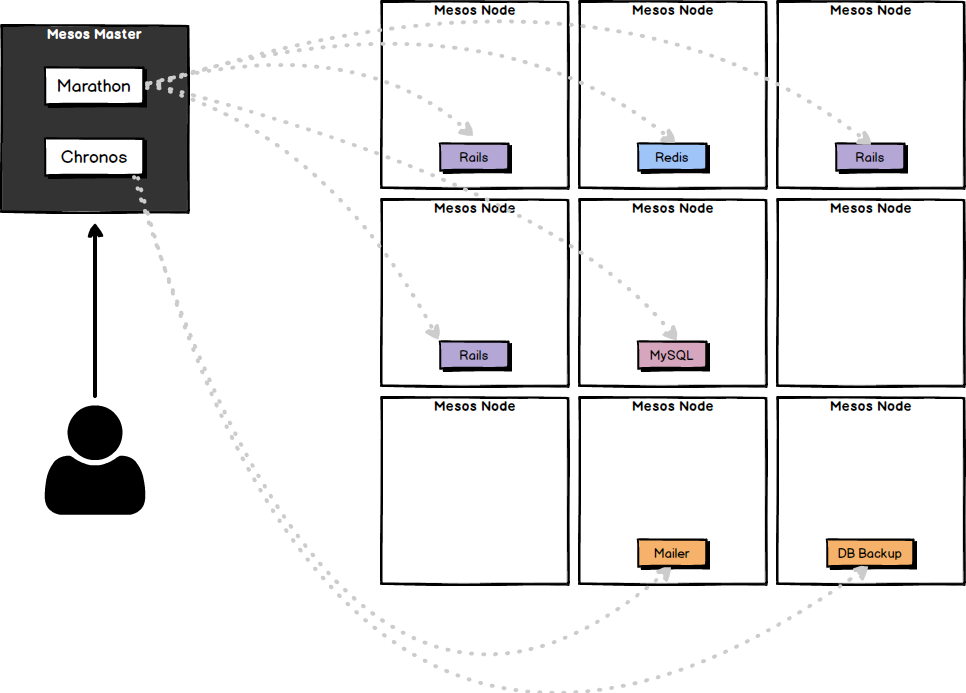 Mesos Master
Marathon
Chronos
Mesos Node
Mesos Node
Mesos Node
Rails
Redis
Rails
Mesos Node
Mesos Node
Mesos Node
Rails
MySQL
Mesos Node
Mesos Node
Mesos Node
Mailer
DB Backup